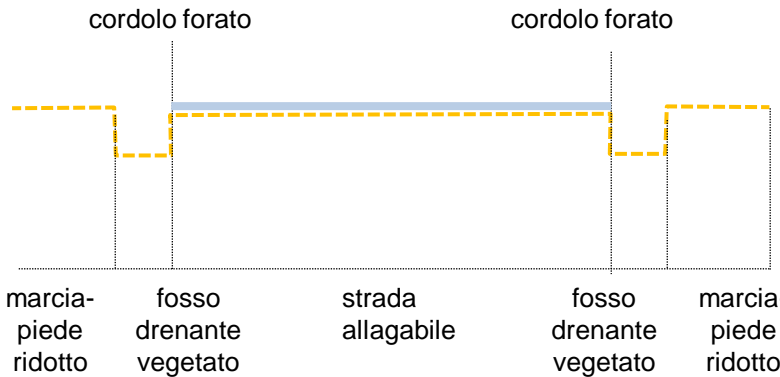 cordolo forato
cordolo forato
marcia-
piede
ridotto
fosso
drenante
vegetato
strada
allagabile
fosso
drenante
vegetato
marcia
piede
ridotto